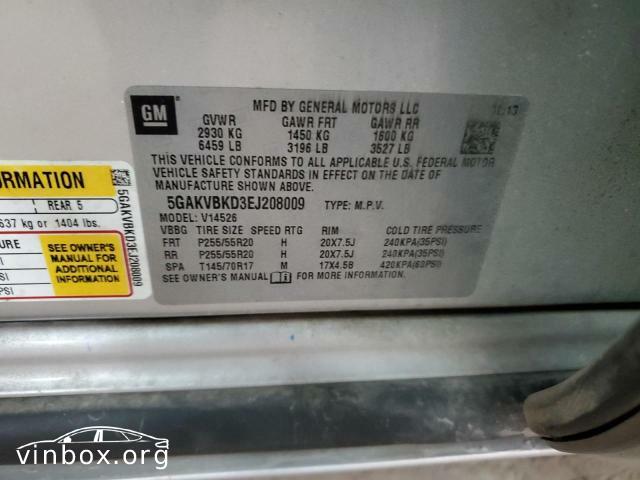 GM
MFD BY GENERAL MOTORS LLC
GVWR GAWR FRT GAWR RR
2930 KG 1450 KG 1600 KG
6459 LB 3196 LB 3527 LB
THIS VEHICLE CONFORMS TO ALL APPLICABLE U.S. FEDERAL MOTOR
VEHICLE SAFETY STANDARDS IN EFFECT ON THE DATE OF
MANUFACTURE SHOWN ABOVE.
5GAKVBKD3EJ208009 TYPE: M.P.V.
MODEL: V14526
VBBG TIRE SIZE SPEED RTG RIM COLD TIRE PRESSURE
FRT P255/55R20 H 20X7.5J 240KPA(35PSI)
RR P255/55R20 H 20X7.5J 240KPA(35PSI)
SPA T145/70R17 M 17X4.5B 420KPA(60PSI)
SEE OWNER'S MANUAL FOR MORE INFORMATION.
ORMATION
REAR 5
637 kg or 1404 lbs.
SURE
SI
SI
PSI
SEE OWNER'S
MANUAL FOR
ADDITIONAL
INFORMATION
5GAKVBKD3EJ208009
vinbox.org